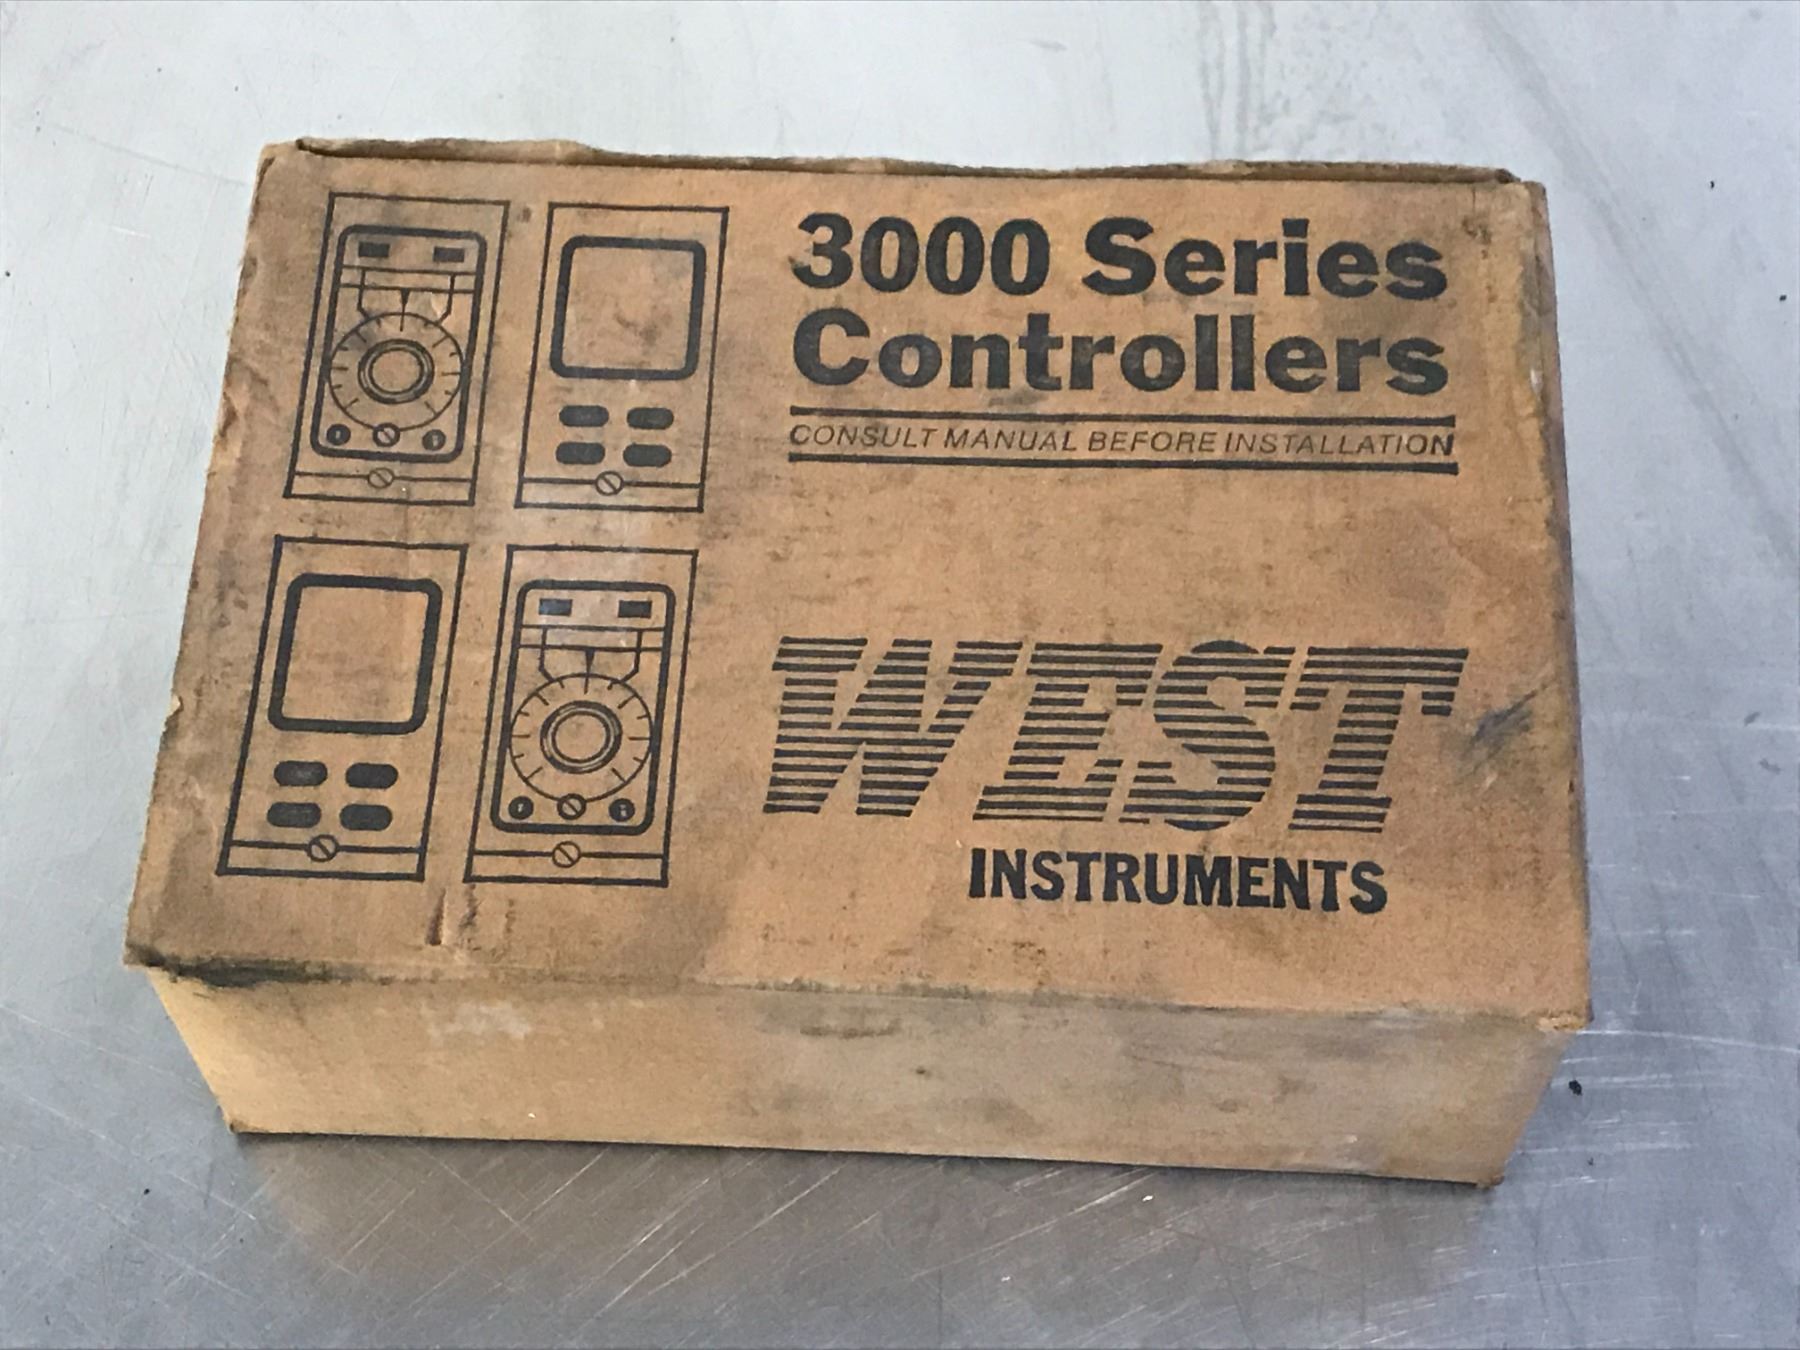 3000 Series
Controllers
CONSULT MANUAL BEFORE INSTALLATION
WEST
INSTRUMENTS